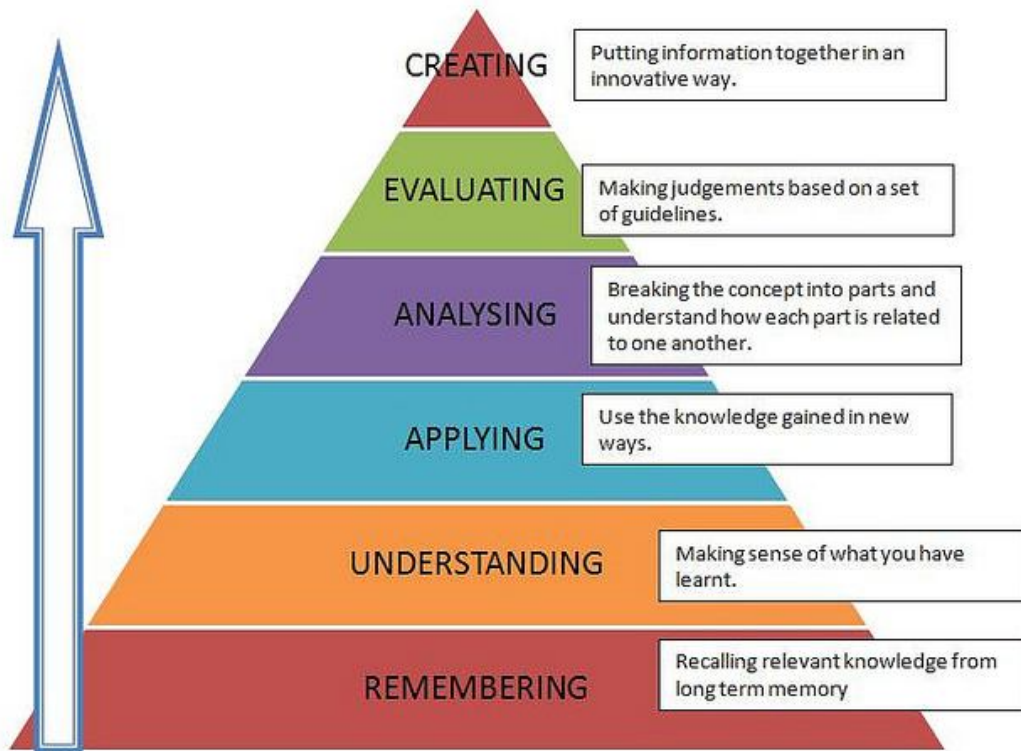 CREATING
Putting information together in an
innovative way.
EVALUATING
Making judgements based on a set
of guidelines.
ANALYSING
Breaking the concept into parts and
understand how each part is related
to one another.
APPLYING
Use the knowledge gained in new
ways.
UNDERSTANDING
Making sense of what you have
learnt.
REMEMBERING
Recalling relevant knowledge from
long term memory